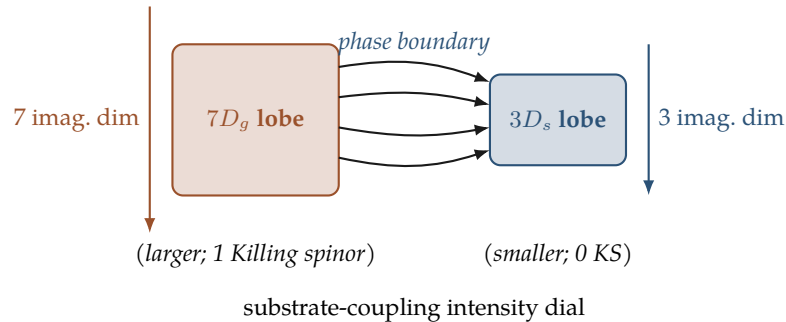 phase boundary
7 imag. dim
7D_g lobe
3D_s lobe
3 imag. dim
(larger; 1 Killing spinor)
(smaller; 0 KS)
substrate-coupling intensity dial